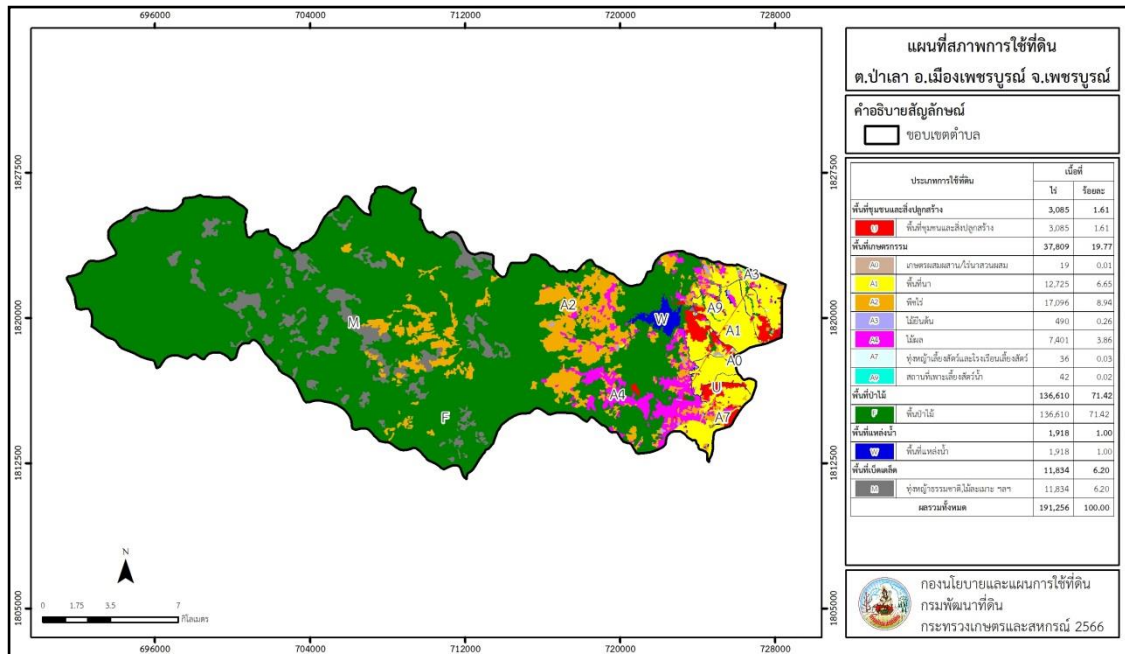 696000 704000 712000 720000 728000
1827500 1827500
1820000 1820000
1812500 1812500
1805000 1805000
A3
A2
A9
W
M
A1
A0
A4
U
F
A7
N
0 1.75 3.5 7
กิโลเมตร
696000 704000 712000 720000 728000
แผนที่สภาพการใช้ที่ดิน
ต.ป่าเลา อ.เมืองเพชรบูรณ์ จ.เพชรบูรณ์
คำอธิบายสัญลักษณ์
ขอบเขตตำบล
ประเภทการใช้ที่ดิน เนื้อที่
ไร่ ร้อยละ
พื้นที่ชุมชนและสิ่งปลูกสร้าง 3,085 1.61
U พื้นที่ชุมชนและสิ่งปลูกสร้าง 3,085 1.61
พื้นที่เกษตรกรรม 37,809 19.77
A0 เกษตรผสมผสาน/ไร่นาสวนผสม 19 0.01
A1 พื้นที่นา 12,725 6.65
A2 พืชไร่ 17,096 8.94
A3 ไม้ยืนต้น 490 0.26
A4 ไม้ผล 7,401 3.86
A7 ทุ่งหญ้าเลี้ยงสัตว์และโรงเรือนเลี้ยงสัตว์ 36 0.03
A9 สถานที่เพาะเลี้ยงสัตว์น้ำ 42 0.02
พื้นที่ป่าไม้ 136,610 71.42
F พื้นป่าไม้ 136,610 71.42
พื้นที่แหล่งน้ำ 1,918 1.00
W พื้นที่แหล่งน้ำ 1,918 1.00
พื้นที่เบ็ดเตล็ด 11,834 6.20
M ทุ่งหญ้าธรรมชาติ,ไม้ละเมาะ ฯลฯ 11,834 6.20
ผลรวมทั้งหมด 191,256 100.00
กองนโยบายและแผนการใช้ที่ดิน
กรมพัฒนาที่ดิน
กระทรวงเกษตรและสหกรณ์ 2566